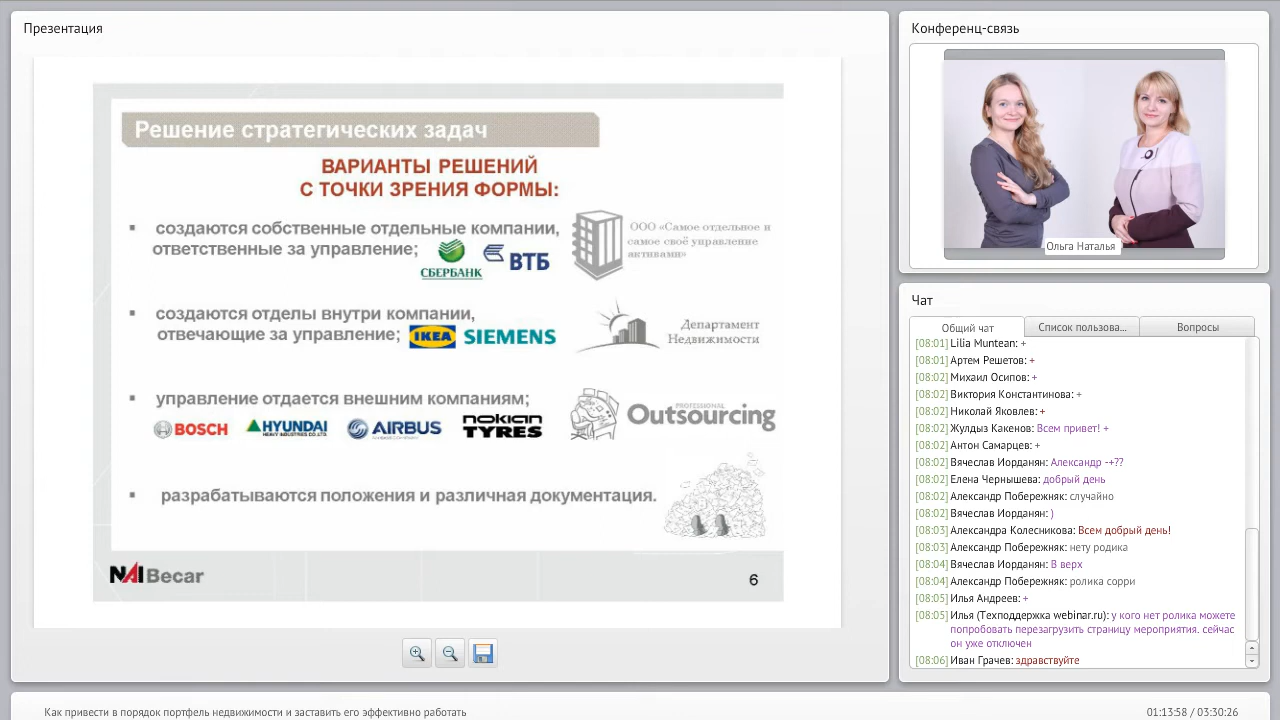 Презентация
Решение стратегических задач
ВАРИАНТЫ РЕШЕНИЙ
С ТОЧКИ ЗРЕНИЯ ФОРМЫ:
▪ создаются собственные отдельные компании,
ответственные за управление;
СБЕРБАНК
ВТБ
ООО «Самое отдельное и
самое своё управление
активами»
▪ создаются отделы внутри компании,
отвечающие за управление;
IKEA
SIEMENS
Департамент
Недвижимости
▪ управление отдается внешним компаниям;
BOSCH
HYUNDAI
HEAVY INDUSTRIES CO.,LTD.
AIRBUS
NOKIAN
TYRES
PROFESSIONAL
Outsourcing
▪ разрабатываются положения и различная документация.
NAI Becar
6
Конференц-связь
Ольга Наталья
Чат
Общий чат
Список пользова...
Вопросы
[08:01] Lilia Muntean: +
[08:01] Артем Решетов: +
[08:02] Михаил Осипов: +
[08:02] Виктория Константинова: +
[08:02] Николай Яковлев: +
[08:02] Жулдыз Какенов: Всем привет! +
[08:02] Антон Самарцев: +
[08:02] Вячеслав Иорданян: Александр -+??
[08:02] Елена Чернышева: добрый день
[08:02] Александр Побережняк: случайно
[08:02] Вячеслав Иорданян: )
[08:03] Александра Колесникова: Всем добрый день!
[08:03] Александр Побережняк: нету родика
[08:04] Вячеслав Иорданян: В верх
[08:04] Александр Побережняк: ролика сорри
[08:05] Илья Андреев: +
[08:05] Илья (Техподдержка webinar.ru): у кого нет ролика можете
попробовать перезагрузить страницу мероприятия. сейчас
он уже отключен
[08:06] Иван Грачев: здравствуйте
Как привести в порядок портфель недвижимости и заставить его эффективно работать
01:13:58 / 03:30:26